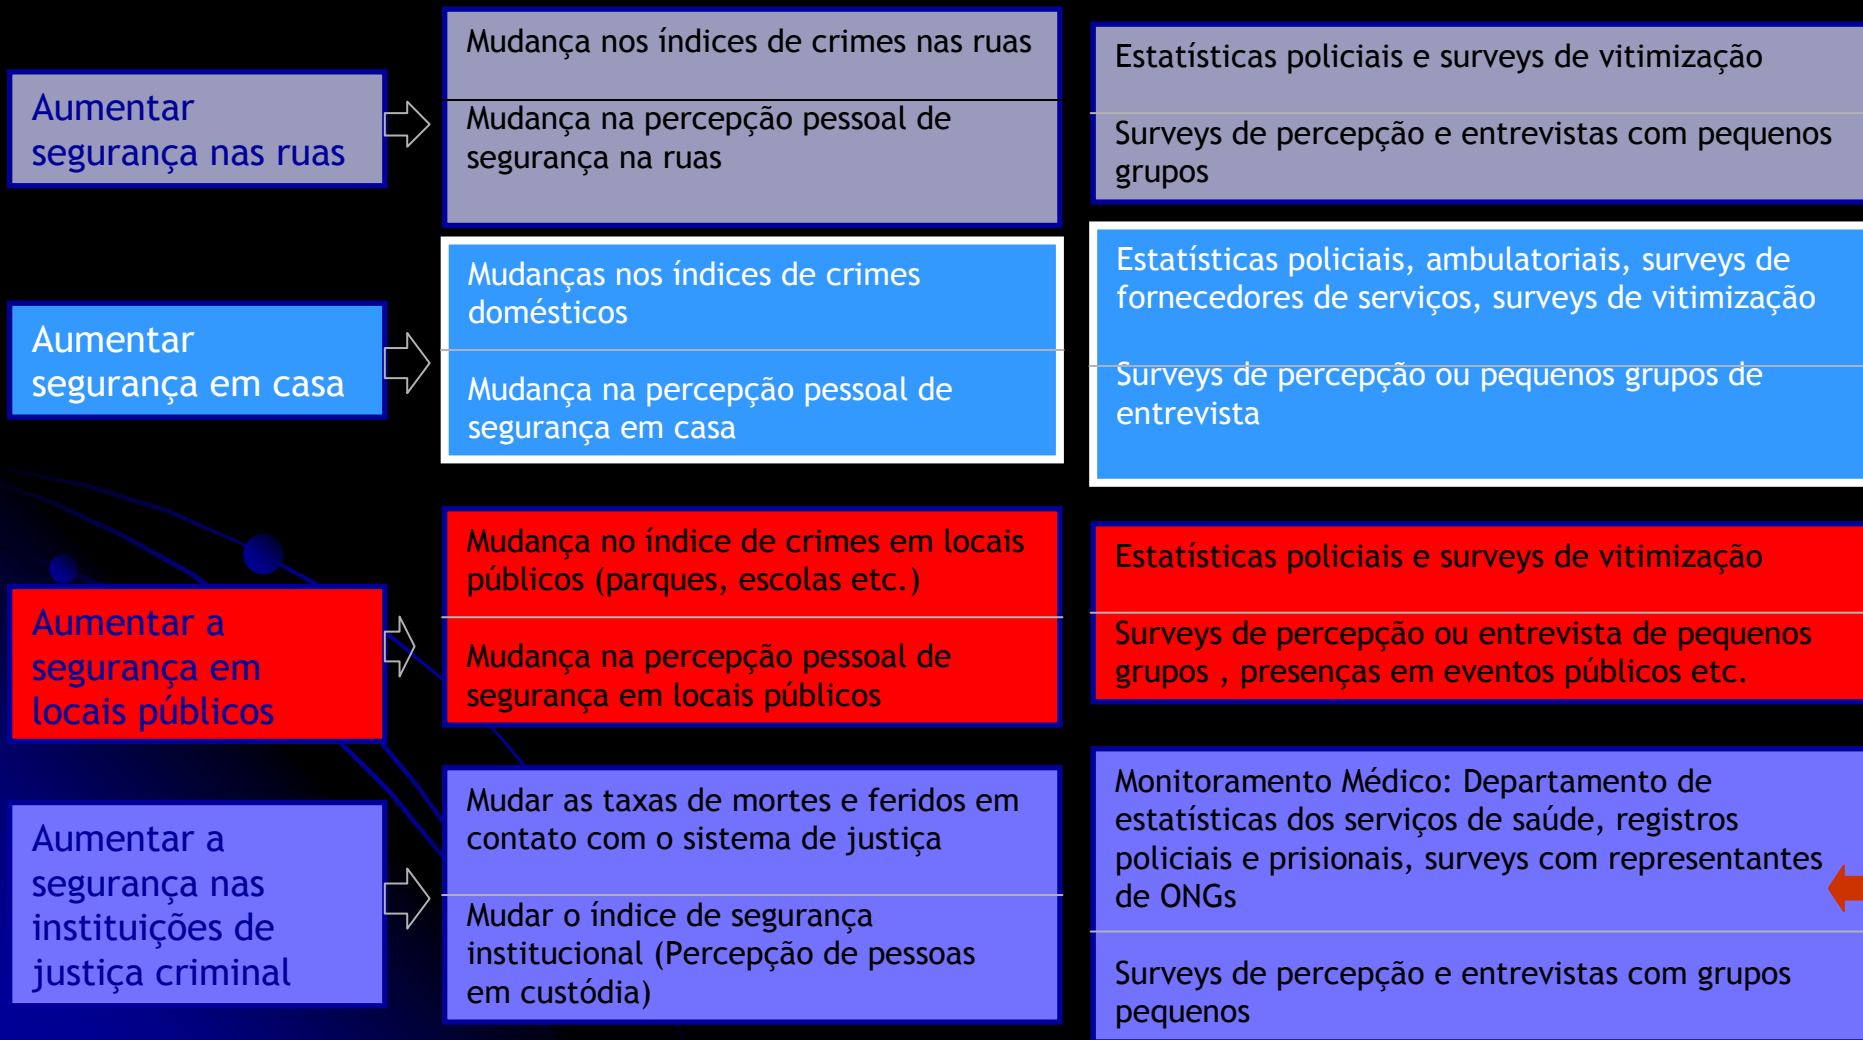 Aumentar
segurança nas ruas
Mudança nos índices de crimes nas ruas
Mudança na percepção pessoal de
segurança na ruas
Estatísticas policiais e surveys de vitimização
Surveys de percepção e entrevistas com pequenos
grupos
Aumentar
segurança em casa
Mudanças nos índices de crimes
domésticos
Mudança na percepção pessoal de
segurança em casa
Estatísticas policiais, ambulatoriais, surveys de
fornecedores de serviços, surveys de vitimização
Surveys de percepção ou pequenos grupos de
entrevista
Aumentar a
segurança em
locais públicos
Mudança no índice de crimes em locais
públicos (parques, escolas etc.)
Mudança na percepção pessoal de
segurança em locais públicos
Estatísticas policiais e surveys de vitimização
Surveys de percepção ou entrevista de pequenos
grupos , presenças em eventos públicos etc.
Aumentar a
segurança nas
instituições de
justiça criminal
Mudar as taxas de mortes e feridos em
contato com o sistema de justiça
Mudar o índice de segurança
institucional (Percepção de pessoas
em custódia)
Monitoramento Médico: Departamento de
estatísticas dos serviços de saúde, registros
policiais e prisionais, surveys com representantes
de ONGs
Surveys de percepção e entrevistas com grupos
pequenos